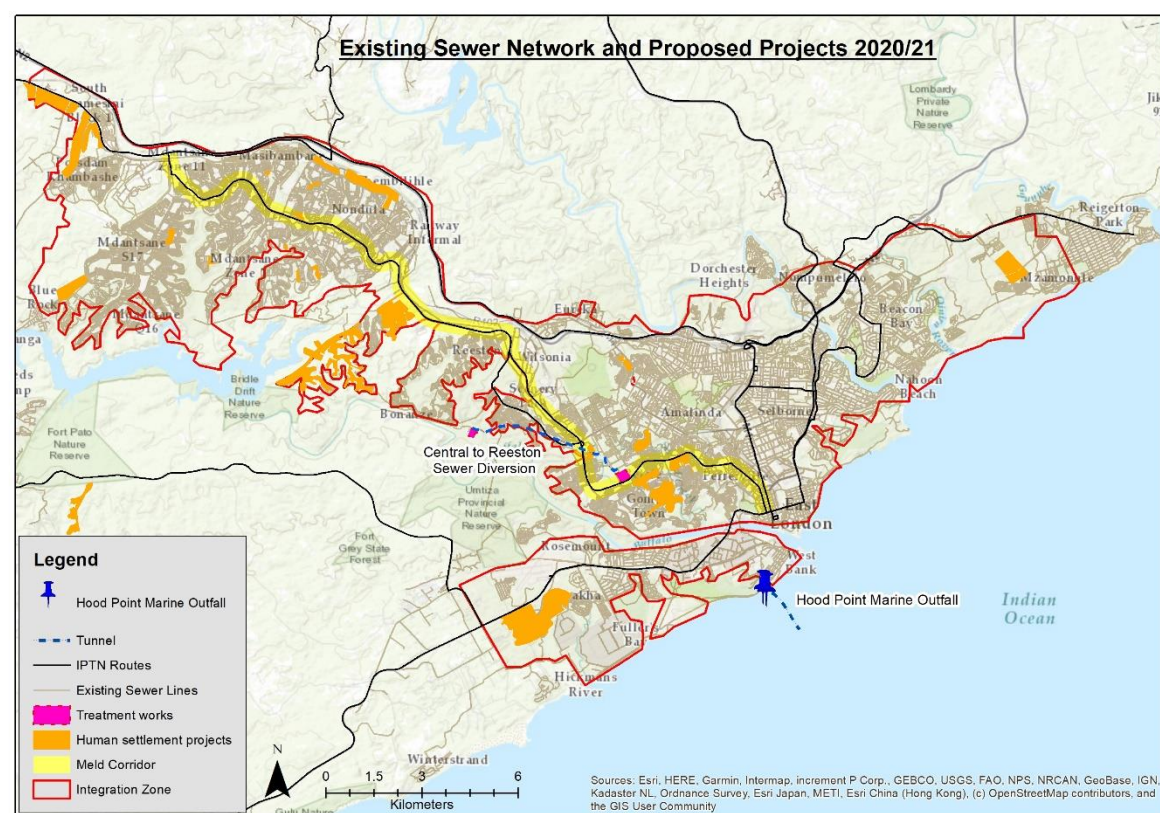 Existing Sewer Network and Proposed Projects 2020/21
Lombardy
Private
Nature
Reserve
South
Masibambane
Nondula
Railway
Informal
Mdantsane
S17
Mdantsane
Zone 1
Blue
Rock
Bridle
Drift
Nature
Reserve
Fort Pato
Nature
Reserve
Bonanza
Reeston
Wilsonia
Eureka
Dorchester
Heights
Reigerton
Park
Mzamomhle
Beacon
Bay
Nahoon
Beach
Amalinda
Selborne
Central to Reeston
Sewer Diversion
Umtiza
Provincial
Nature
Reserve
Town
East
London
Fort
Grey State
Forest
Rosemount
Buffalo
West
Bank
Hood Point Marine Outfall
Indian
Ocean
Hickmans
River
Winterstrand
Legend
Hood Point Marine Outfall
Tunnel
IPTN Routes
Existing Sewer Lines
Treatment works
Human settlement projects
Meld Corridor
Integration Zone
N
0 1.5 3 6
Kilometers
Sources: Esri, HERE, Garmin, Intermap, increment P Corp., GEBCO, USGS, FAO, NPS, NRCAN, GeoBase, IGN,
Kadaster NL, Ordnance Survey, Esri Japan, METI, Esri China (Hong Kong), (c) OpenStreetMap contributors, and
the GIS User Community